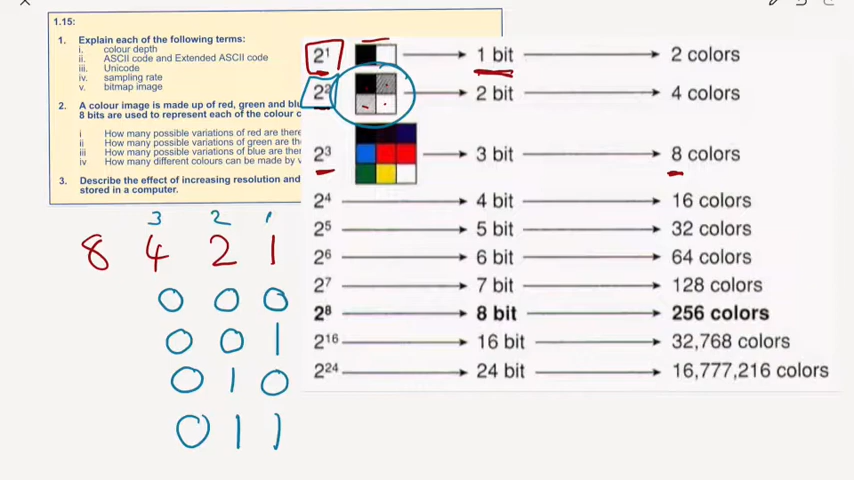 1.15:
1. Explain each of the following terms:
i. colour depth
ii. ASCII code and Extended ASCII code
iii. Unicode
iv. sampling rate
v. bitmap image
2. A colour image is made up of red, green and blu
8 bits are used to represent each of the colour c
i How many possible variations of red are there
ii How many possible variations of green are the
iii How many possible variations of blue are ther
iv How many different colours can be made by v
3. Describe the effect of increasing resolution and
stored in a computer.
2¹ 1 bit 2 colors
2² 2 bit 4 colors
2³ 3 bit 8 colors
2⁴ 4 bit 16 colors
2⁵ 5 bit 32 colors
2⁶ 6 bit 64 colors
2⁷ 7 bit 128 colors
2⁸ 8 bit 256 colors
2¹⁶ 16 bit 32,768 colors
2²⁴ 24 bit 16,777,216 colors
3 2 1
8 4 2 1
0 0 0
0 0 1
0 1 0
0 1 1